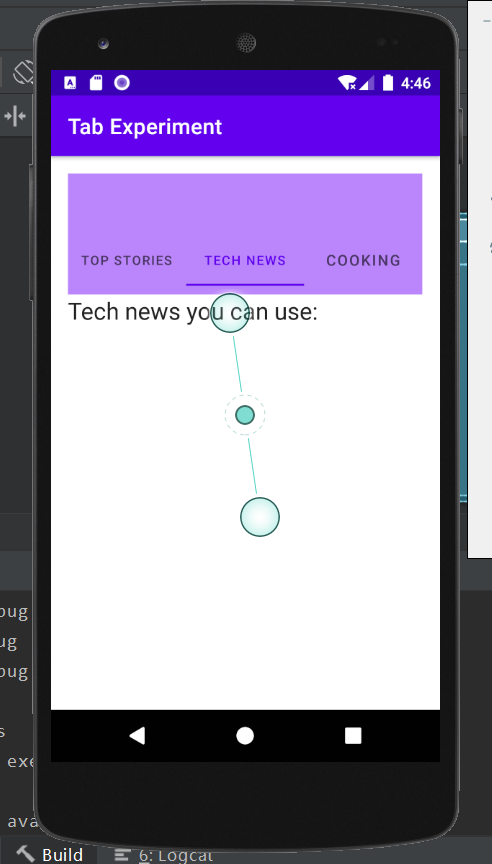 4:46
Tab Experiment
TOP STORIES TECH NEWS COOKING
Tech news you can use:
bug
ug
bug
s
exe
ava
Build 6: Logcat